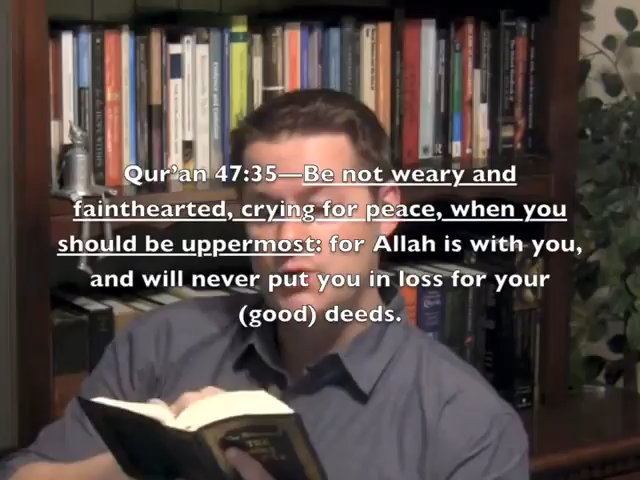 Qur'an 47:35—Be not weary and
fainthearted, crying for peace, when you
should be uppermost: for Allah is with you,
and will never put you in loss for your
(good) deeds.